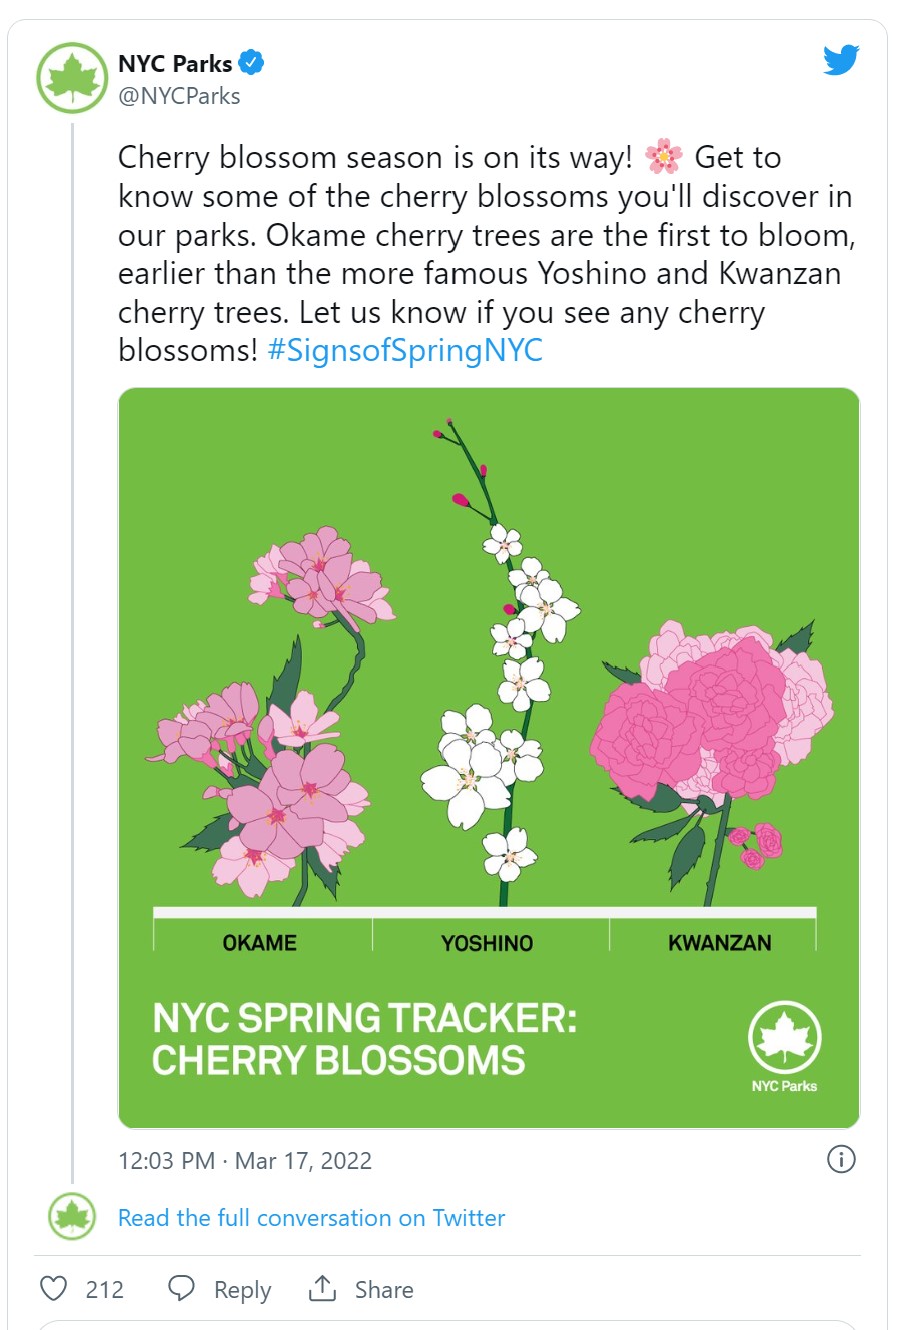 NYC Parks
@NYCParks
Cherry blossom season is on its way! 🌸 Get to
know some of the cherry blossoms you'll discover in
our parks. Okame cherry trees are the first to bloom,
earlier than the more famous Yoshino and Kwanzan
cherry trees. Let us know if you see any cherry
blossoms! #SignsofSpringNYC
OKAME
YOSHINO
KWANZAN
NYC SPRING TRACKER:
CHERRY BLOSSOMS
NYC Parks
12:03 PM · Mar 17, 2022
Read the full conversation on Twitter
212 Reply Share